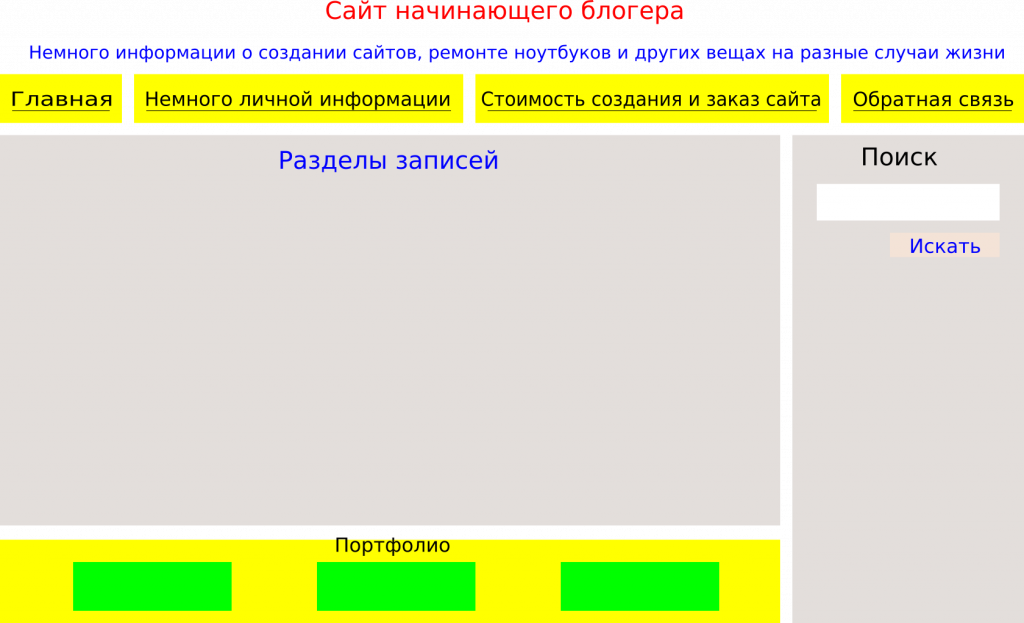 Сайт начинающего блогера
Немного информации о создании сайтов, ремонте ноутбуков и других вещах на разные случаи жизни
Главная
Немного личной информации
Стоимость создания и заказ сайта
Обратная связь
Разделы записей
Поиск
Искать
Портфолио